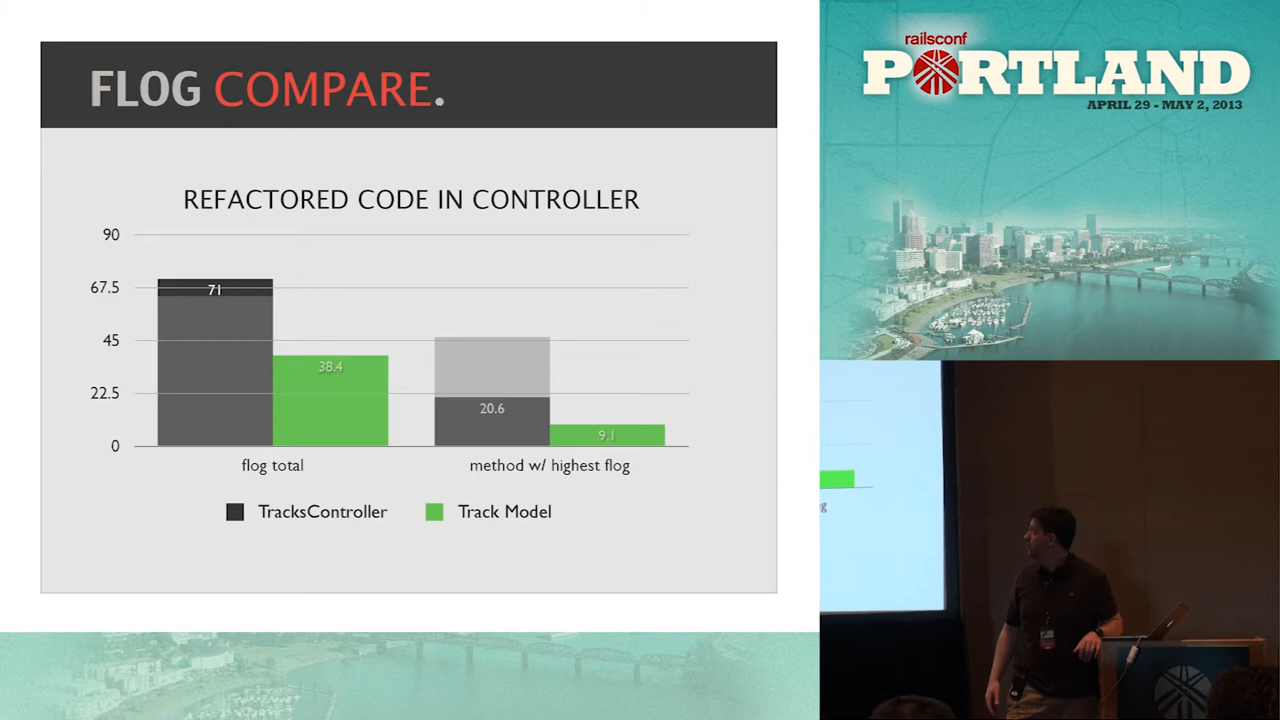 FLOG COMPARE.
REFACTORED CODE IN CONTROLLER
90
67.5
45
22.5
0
71
38.4
20.6
9.1
flog total
method w/ highest flog
TracksController
Track Model
railsconf
PORTLAND
APRIL 29 - MAY 2, 2013